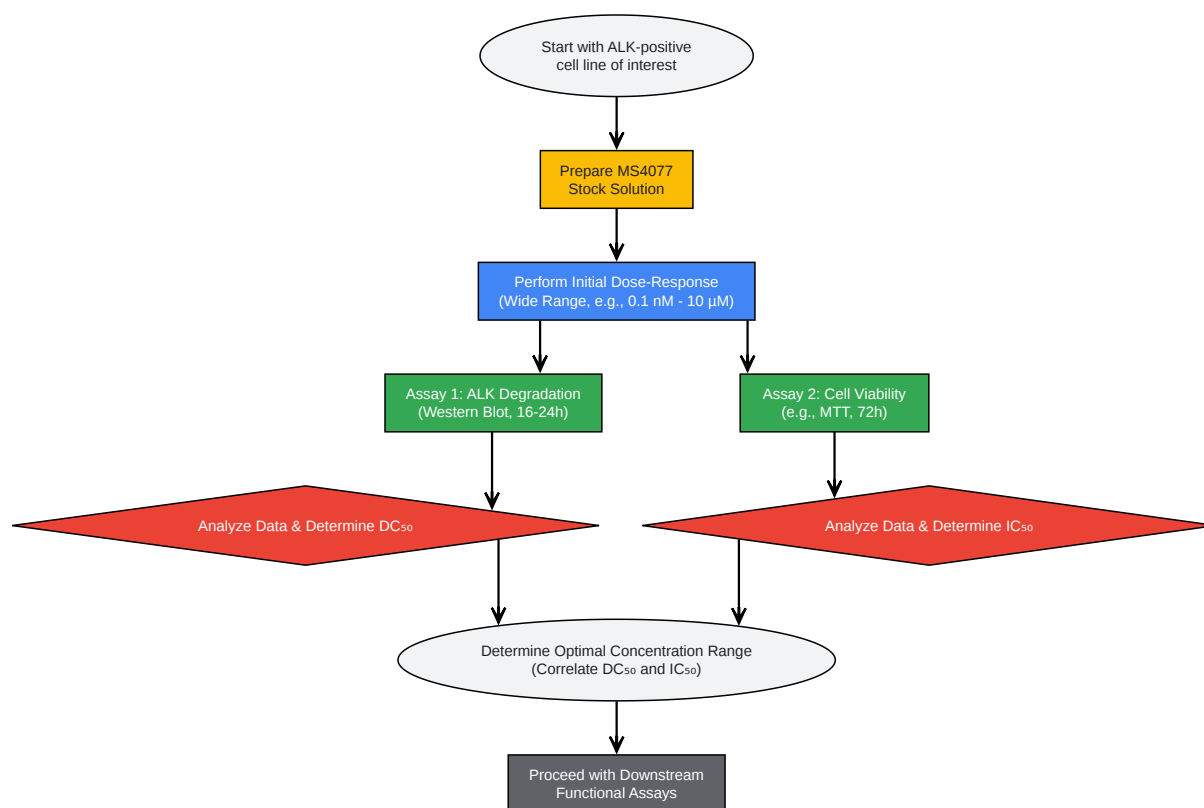 Start with ALK-positive
cell line of interest
Prepare MS4077
Stock Solution
Perform Initial Dose-Response
(Wide Range, e.g., 0.1 nM - 10 µM)
Assay 1: ALK Degradation
(Western Blot, 16-24h)
Assay 2: Cell Viability
(e.g., MTT, 72h)
Analyze Data & Determine DC₅₀
Analyze Data & Determine IC₅₀
Determine Optimal Concentration Range
(Correlate DC₅₀ and IC₅₀)
Proceed with Downstream
Functional Assays